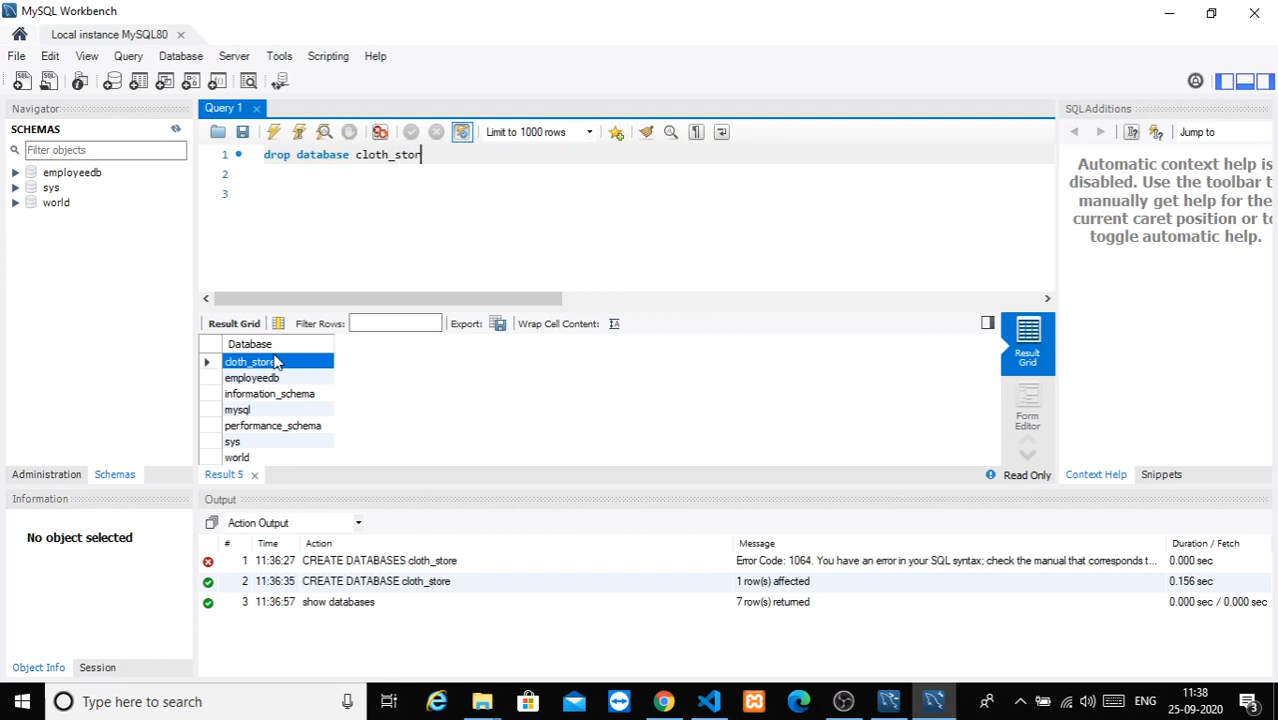 MySQL Workbench
Local instance MySQL80
File Edit View Query Database Server Tools Scripting Help
Navigator
SCHEMAS
Filter objects
employeedb
sys
world
Administration Schemas
Information
No object selected
Object Info Session
Query 1
Limit to 1000 rows
1 drop database cloth_stor
2
3
Result Grid Filter Rows: Export: Wrap Cell Content:
Database
cloth_store
employeedb
information_schema
mysql
performance_schema
sys
world
Result Grid
Form Editor
Result 5
Read Only
SQLAdditions
Jump to
Automatic context help is
disabled. Use the toolbar t
manually get help for the
current caret position or to
toggle automatic help.
Context Help Snippets
Output
Action Output
# Time Action Message Duration / Fetch
1 11:36:27 CREATE DATABASES cloth_store Error Code: 1064. You have an error in your SQL syntax; check the manual that corresponds t... 0.000 sec
2 11:36:35 CREATE DATABASE cloth_store 1 row(s) affected 0.156 sec
3 11:36:57 show databases 7 row(s) returned 0.000 sec / 0.000 sec
Type here to search
ENG
11:38
25-09-2020
3